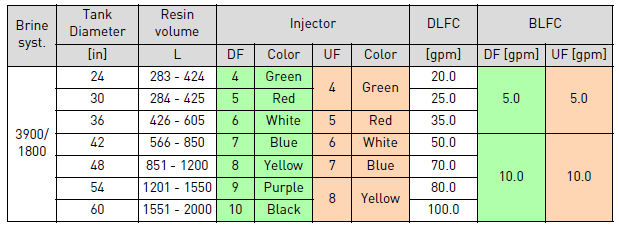 Brine syst. Tank Diameter Resin volume Injector DLFC BLFC
[in] L DF Color UF Color [gpm] DF [gpm] UF [gpm]
3900/1800 24 283 - 424 4 Green 4 Green 20.0 5.0 5.0
30 284 - 425 5 Red 25.0
36 426 - 605 6 White 5 Red 35.0
42 566 - 850 7 Blue 6 White 50.0 10.0 10.0
48 851 - 1200 8 Yellow 7 Blue 70.0
54 1201 - 1550 9 Purple 8 Yellow 80.0
60 1551 - 2000 10 Black 100.0